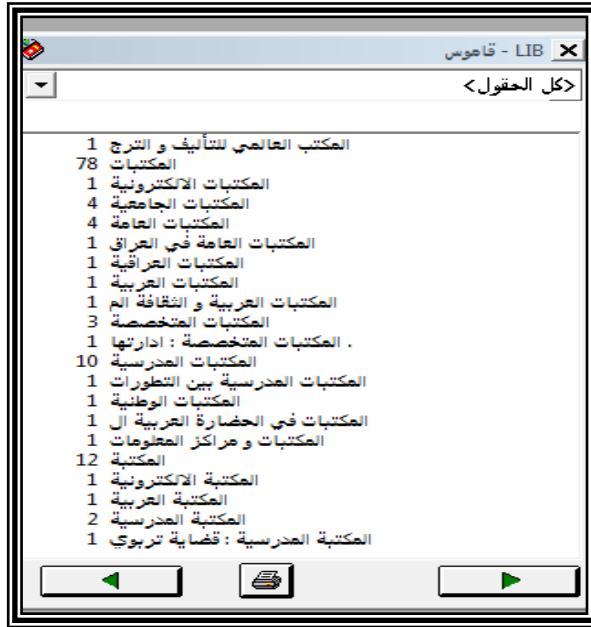 LIB - قاموس
<كل الحقول>
المكتب العالمي للتأليف و الترج 1
المكتبات 78
المكتبات الالكترونية 1
المكتبات الجامعية 4
المكتبات العامة 4
المكتبات العامة في العراق 1
المكتبات العراقية 1
المكتبات العربية 1
المكتبات العربية و الثقافة الم 1
المكتبات المتخصصة 3
المكتبات المتخصصة : ادارتها . 1
المكتبات المدرسية 10
المكتبات المدرسية بين التطورات 1
المكتبات الوطنية 1
المكتبات في الحضارة العربية ال 1
المكتبات و مراكز المعلومات 1
المكتبة 12
المكتبة الالكترونية 1
المكتبة العربية 1
المكتبة المدرسية 2
المكتبة المدرسية : قضاية تربوي 1